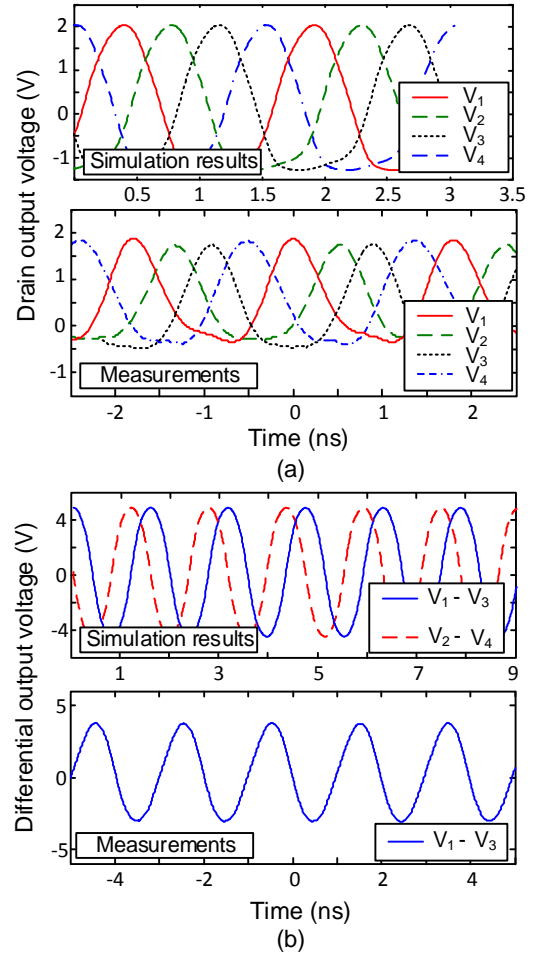 Drain output voltage (V)
2
1
0
-1
Simulation results
V1
V2
V3
V4
0.5 1 1.5 2 2.5 3 3.5
2
1
0
-1
Measurements
V1
V2
V3
V4
-2 -1 0 1 2
Time (ns)
(a)
Differential output voltage (V)
4
0
-4
Simulation results
V1 - V3
V2 - V4
1 3 5 7 9
5
0
-5
Measurements
V1 - V3
-4 -2 0 2 4
Time (ns)
(b)